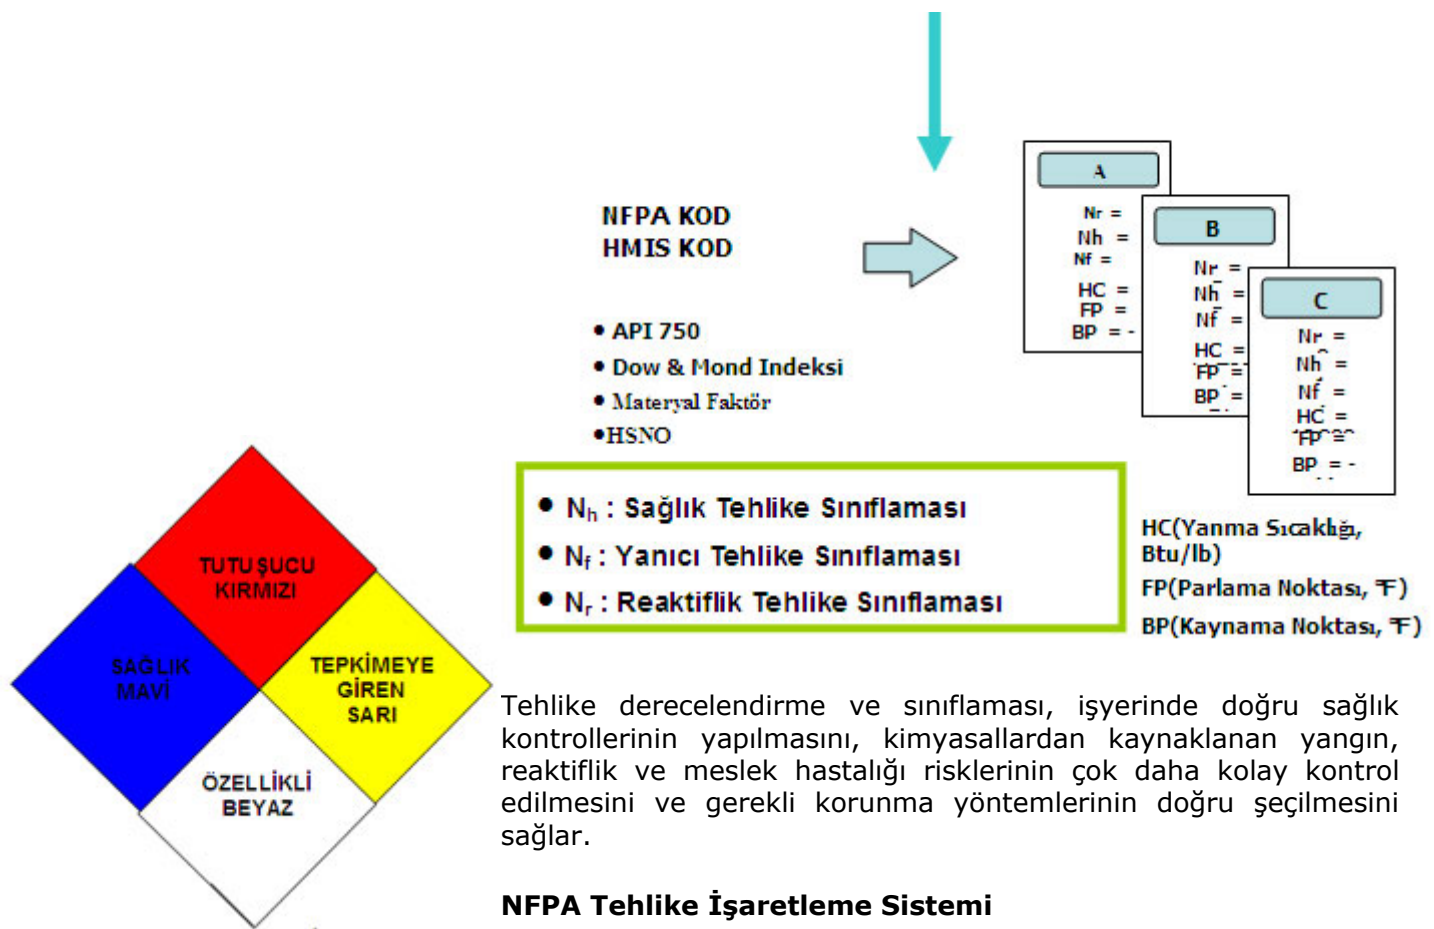 NFPA KOD
HMIS KOD
• API 750
• Dow & Mond Indeksi
• Materyal Faktör
•HSNO
A
Nr =
Nh =
Nf =
HC =
FP =
BP = -
B
Nr =
Nh =
Nf =
HC =
FP =
BP =
C
Nr =
Nh =
Nf =
HC =
FP =
BP = -
• Nh : Sağlık Tehlike Sınıflaması
• Nf : Yanıcı Tehlike Sınıflaması
• Nr : Reaktiflik Tehlike Sınıflaması
HC(Yanma Sıcaklığı,
Btu/lb)
FP(Parlama Noktası, °F)
BP(Kaynama Noktası, °F)
TUTUŞUCU
KIRMIZI
SAĞLIK
MAVİ
TEPKİMEYE
GİREN
SARI
ÖZELLİKLİ
BEYAZ
Tehlike derecelendirme ve sınıflaması, işyerinde doğru sağlık
kontrollerinin yapılmasını, kimyasallardan kaynaklanan yangın,
reaktiflik ve meslek hastalığı risklerinin çok daha kolay kontrol
edilmesini ve gerekli korunma yöntemlerinin doğru şeçilmesini
sağlar.
NFPA Tehlike İşaretleme Sistemi